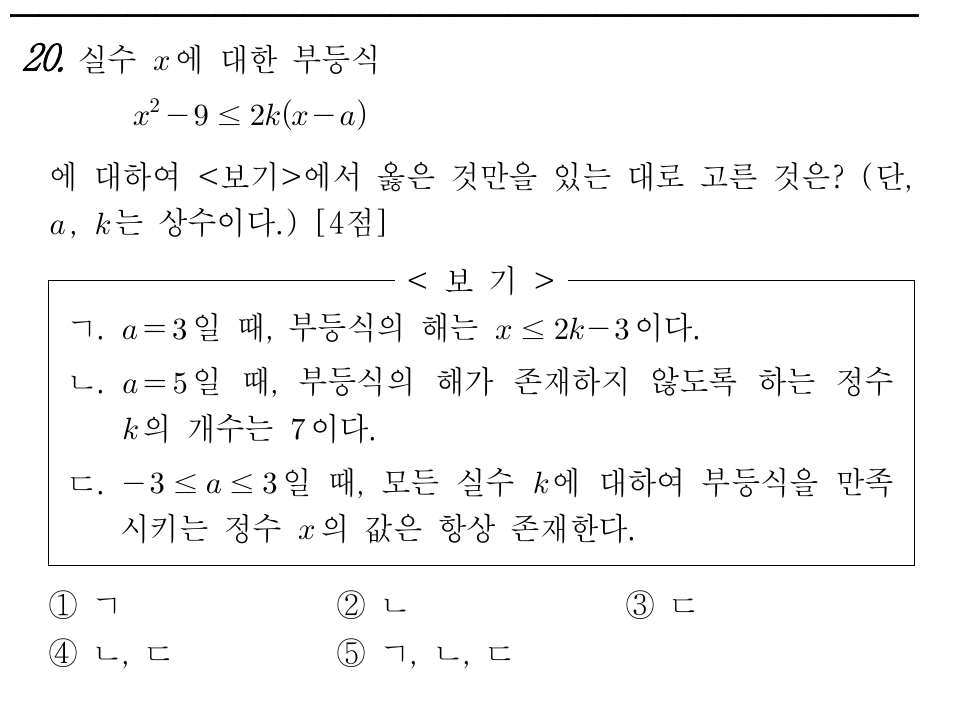 20. 실수 x에 대한 부등식
x² − 9 ≤ 2k(x − a)
에 대하여 <보기>에서 옳은 것만을 있는 대로 고른 것은? (단,
a, k는 상수이다.) [4점]
< 보 기 >
ㄱ. a = 3일 때, 부등식의 해는 x ≤ 2k − 3이다.
ㄴ. a = 5일 때, 부등식의 해가 존재하지 않도록 하는 정수
k의 개수는 7이다.
ㄷ. −3 ≤ a ≤ 3일 때, 모든 실수 k에 대하여 부등식을 만족
시키는 정수 x의 값은 항상 존재한다.
① ㄱ ② ㄴ ③ ㄷ
④ ㄴ, ㄷ ⑤ ㄱ, ㄴ, ㄷ